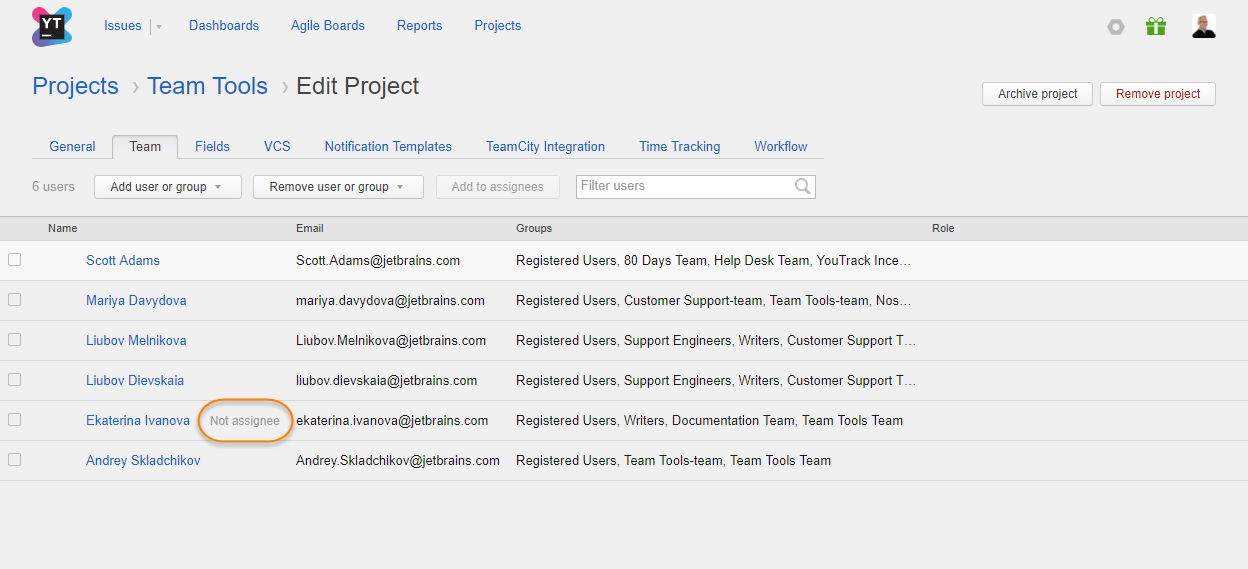 YT Issues Dashboards Agile Boards Reports Projects
Projects › Team Tools › Edit Project Archive project Remove project
General Team Fields VCS Notification Templates TeamCity Integration Time Tracking Workflow
6 users Add user or group Remove user or group Add to assignees Filter users
Name Email Groups Role
Scott Adams Scott.Adams@jetbrains.com Registered Users, 80 Days Team, Help Desk Team, YouTrack Ince…
Mariya Davydova mariya.davydova@jetbrains.com Registered Users, Customer Support-team, Team Tools-team, Nos…
Liubov Melnikova Liubov.Melnikova@jetbrains.com Registered Users, Support Engineers, Writers, Customer Support T…
Liubov Dievskaia liubov.dievskaia@jetbrains.com Registered Users, Support Engineers, Writers, Customer Support T…
Ekaterina Ivanova Not assignee ekaterina.ivanova@jetbrains.com Registered Users, Writers, Documentation Team, Team Tools Team
Andrey Skladchikov Andrey.Skladchikov@jetbrains.com Registered Users, Team Tools-team, Team Tools Team